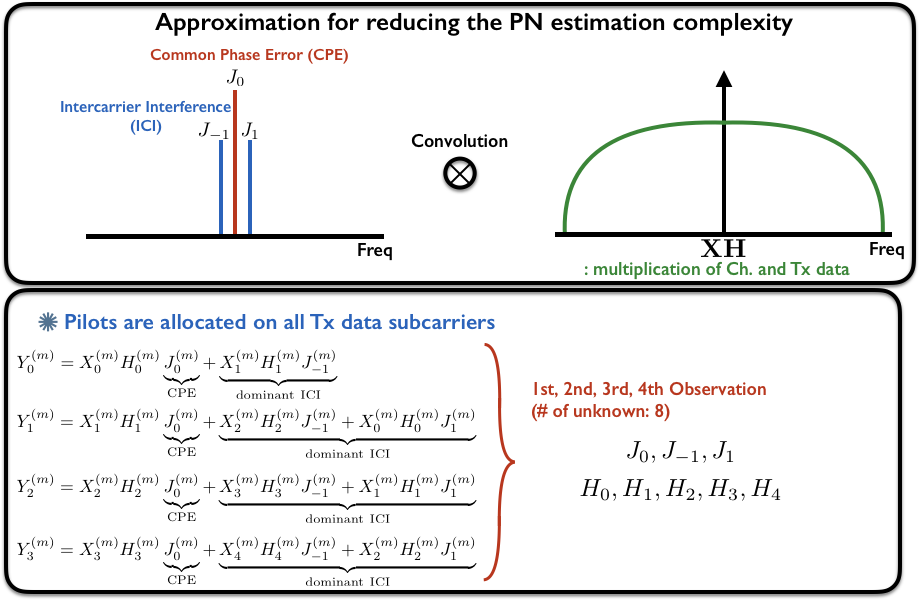 Approximation for reducing the PN estimation complexity
Common Phase Error (CPE)
J_0
Intercarrier Interference
(ICI)
J_{-1} J_1
Freq
Convolution
XH
Freq
: multiplication of Ch. and Tx data
Pilots are allocated on all Tx data subcarriers
Y_0^{(m)} = X_0^{(m)} H_0^{(m)} J_0^{(m)} + X_1^{(m)} H_1^{(m)} J_{-1}^{(m)}
CPE dominant ICI
Y_1^{(m)} = X_1^{(m)} H_1^{(m)} J_0^{(m)} + X_2^{(m)} H_2^{(m)} J_{-1}^{(m)} + X_0^{(m)} H_0^{(m)} J_1^{(m)}
CPE dominant ICI
Y_2^{(m)} = X_2^{(m)} H_2^{(m)} J_0^{(m)} + X_3^{(m)} H_3^{(m)} J_{-1}^{(m)} + X_1^{(m)} H_1^{(m)} J_1^{(m)}
CPE dominant ICI
Y_3^{(m)} = X_3^{(m)} H_3^{(m)} J_0^{(m)} + X_4^{(m)} H_4^{(m)} J_{-1}^{(m)} + X_2^{(m)} H_2^{(m)} J_1^{(m)}
CPE dominant ICI
1st, 2nd, 3rd, 4th Observation
(# of unknown: 8)
J_0, J_{-1}, J_1
H_0, H_1, H_2, H_3, H_4